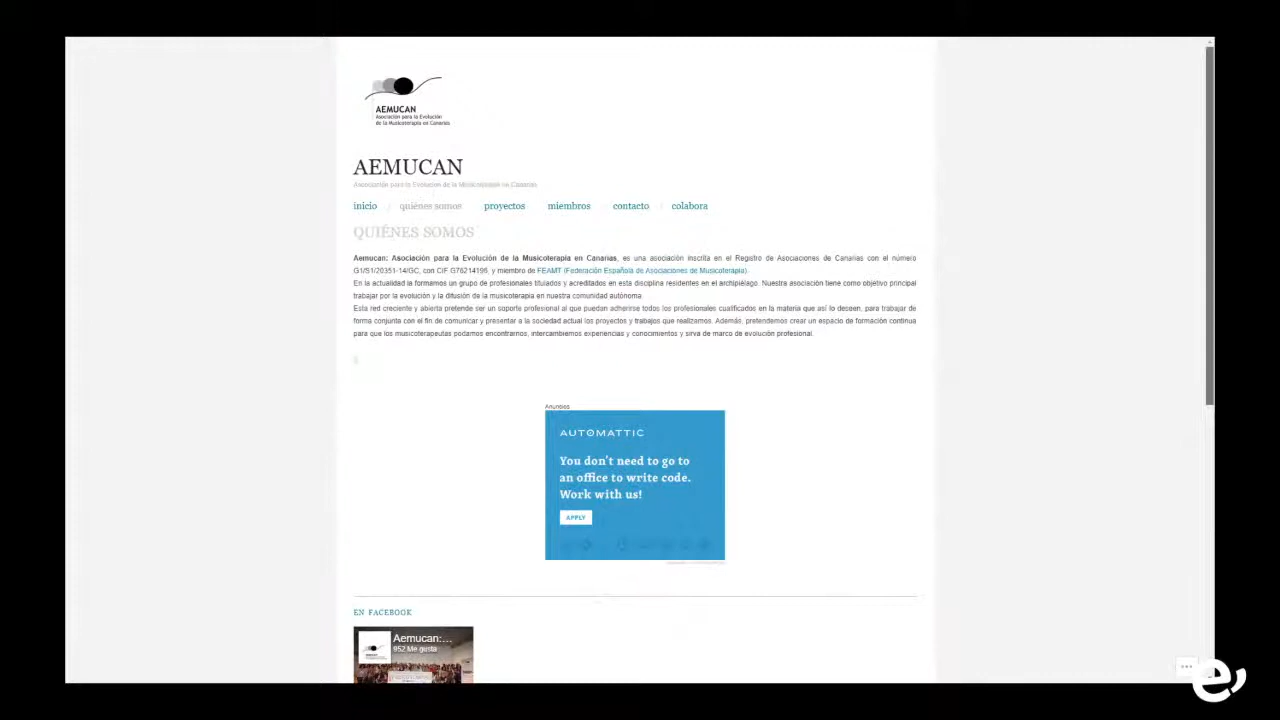 AEMUCAN
Asociación para la Evolución
de la Musicoterapia en Canarias
AEMUCAN
Asociación para la Evolución de la Musicoterapia en Canarias
inicio / quiénes somos / proyectos / miembros / contacto / colabora
QUIÉNES SOMOS
Aemucan: Asociación para la Evolución de la Musicoterapia en Canarias, es una asociación inscrita en el Registro de Asociaciones de Canarias con el número
G1/S1/20351-14/GC, con CIF G76214196, y miembro de FEAMT (Federación Española de Asociaciones de Musicoterapia).
En la actualidad la formamos un grupo de profesionales titulados y acreditados en esta disciplina residentes en el archipiélago. Nuestra asociación tiene como objetivo principal
trabajar por la evolución y la difusión de la musicoterapia en nuestra comunidad autónoma.
Esta red creciente y abierta pretende ser un soporte profesional al que puedan adherirse todos los profesionales cualificados en la materia que así lo deseen, para trabajar de
forma conjunta con el fin de comunicar y presentar a la sociedad actual los proyectos y trabajos que realizamos. Además, pretendemos crear un espacio de formación continua
para que los musicoterapeutas podamos encontrarnos, intercambiemos experiencias y conocimientos y sirva de marco de evolución profesional.
Anuncios
AUTOMATTIC
You don't need to go to
an office to write code.
Work with us!
APPLY
EN FACEBOOK
Aemucan:...
952 Me gusta